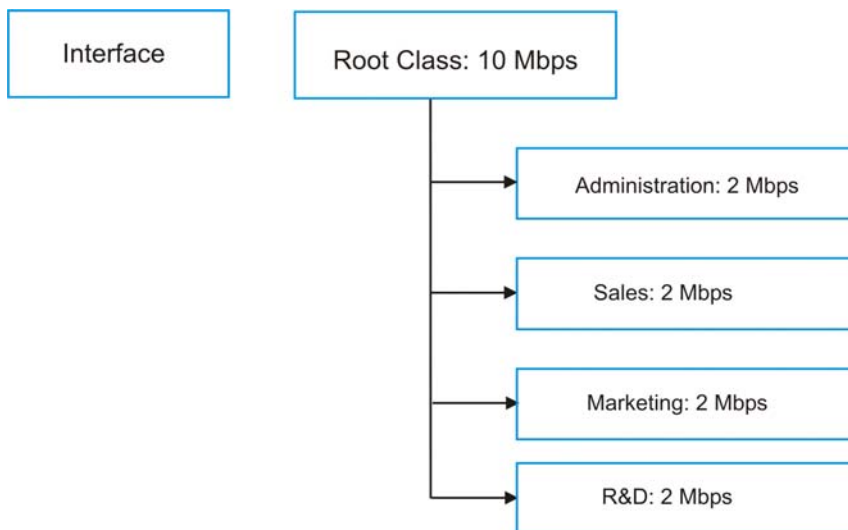 Interface
Root Class: 10 Mbps
Administration: 2 Mbps
Sales: 2 Mbps
Marketing: 2 Mbps
R&D: 2 Mbps